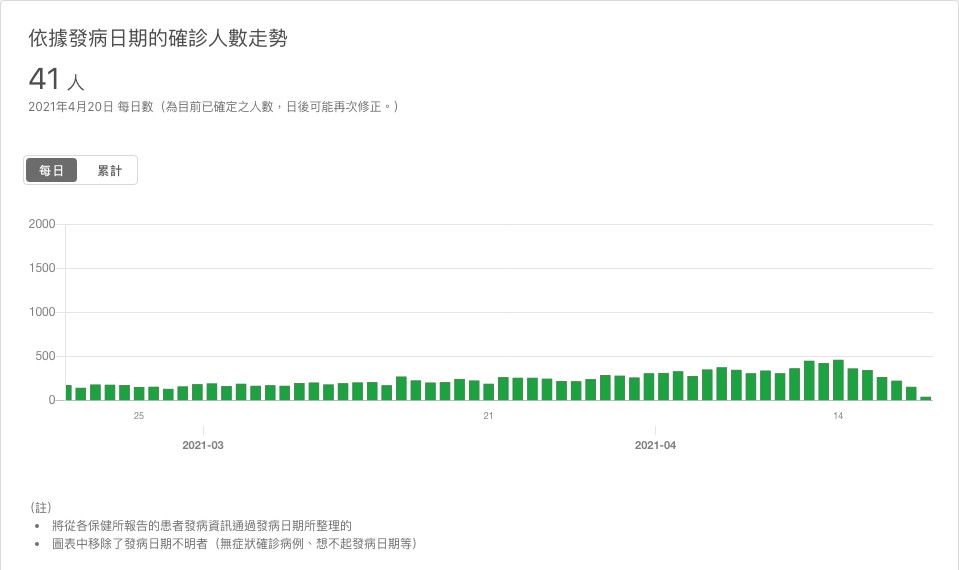 依據發病日期的確診人數走勢
41 人
2021年4月20日 每日數（為目前已確定之人數，日後可能再次修正。）
每日 累計
2000
1500
1000
500
0
25 21 14
2021-03 2021-04
（註）
• 將從各保健所報告的患者發病資訊通過發病日期所整理的
• 圖表中移除了發病日期不明者（無症狀確診病例、想不起發病日期等）